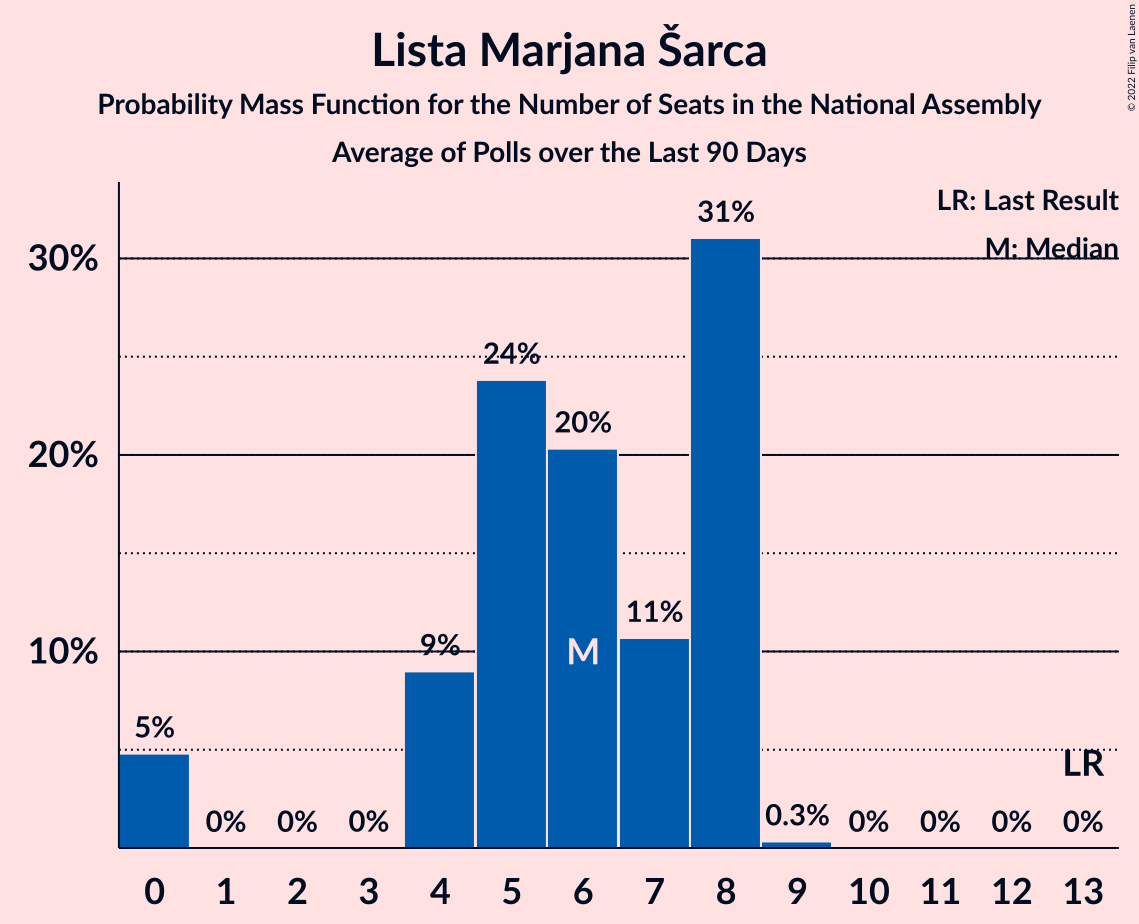 Lista Marjana Šarca
Probability Mass Function for the Number of Seats in the National Assembly
Average of Polls over the Last 90 Days
© 2022 Filip van Laenen
LR: Last Result
M: Median
31%
30%
24%
20%
20%
11%
9%
10%
M
5%
LR
0%
0%
0%
0.3%
0%
0%
0%
0%
0 1 2 3 4 5 6 7 8 9 10 11 12 13